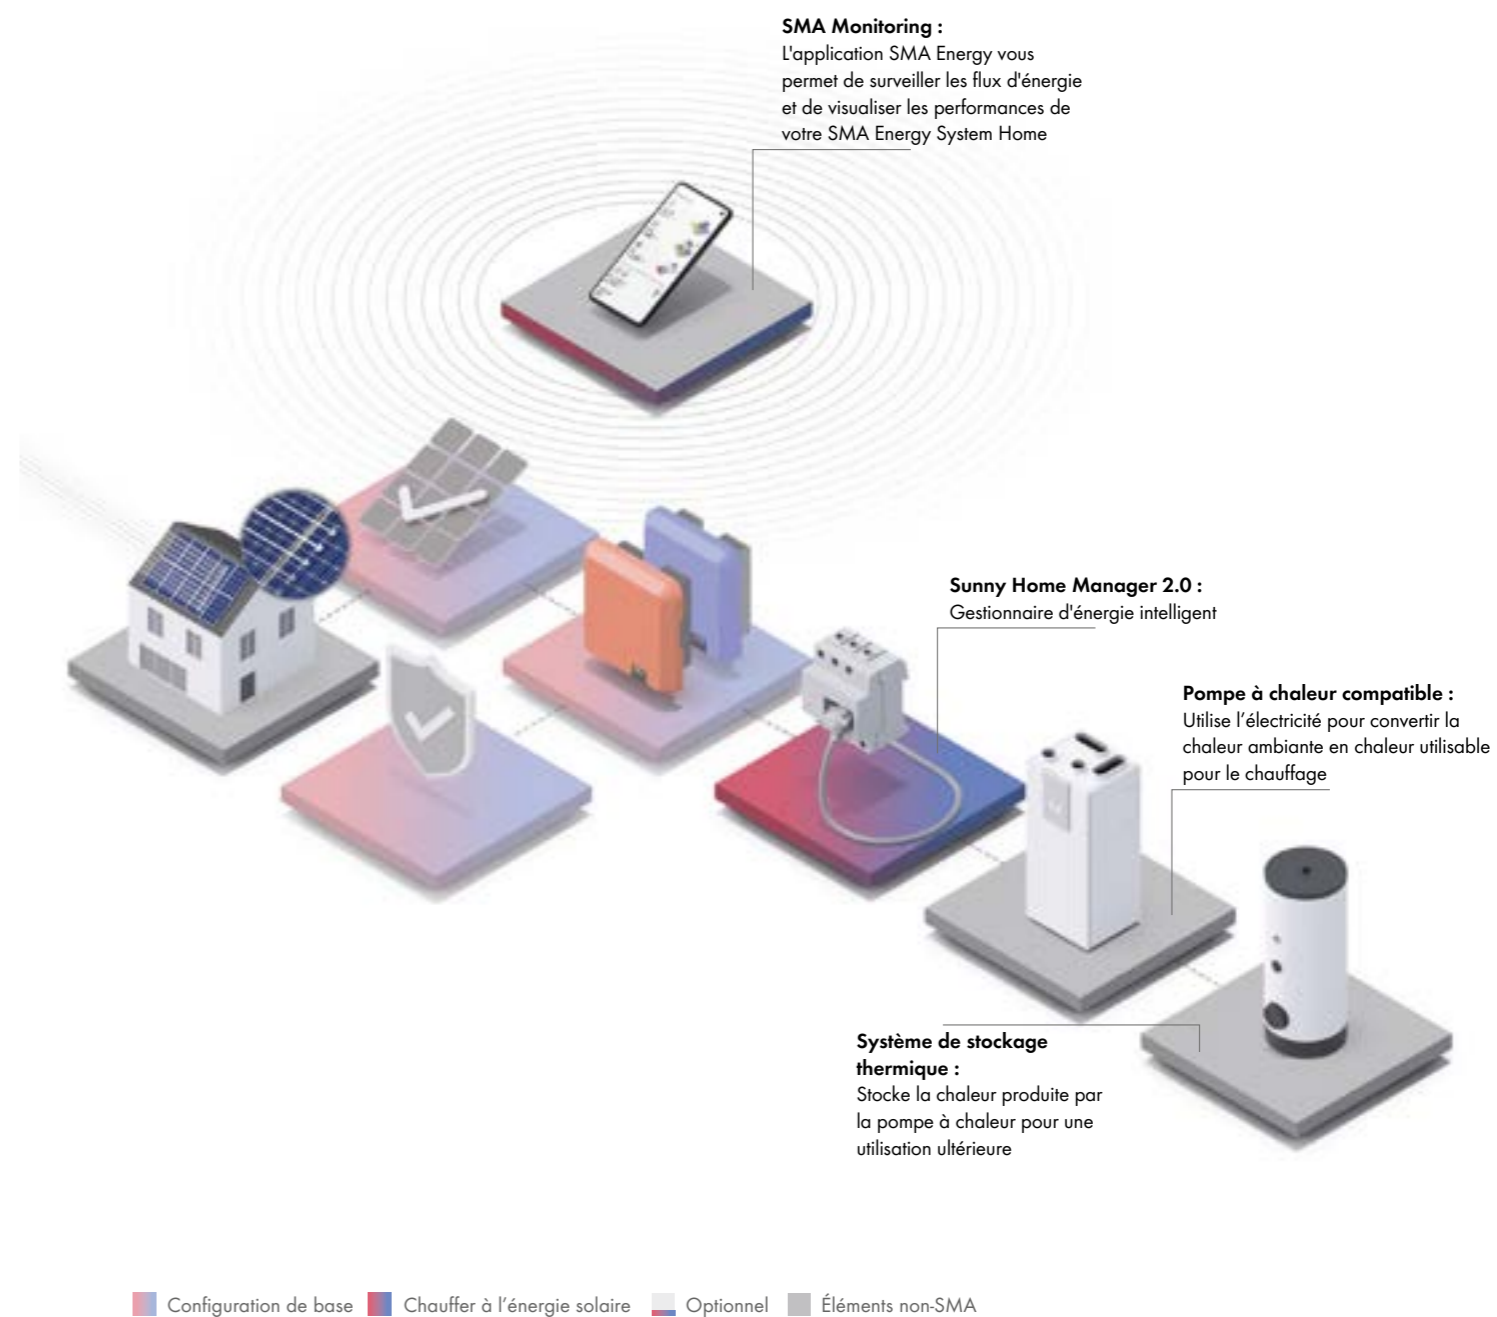 SMA Monitoring :
L'application SMA Energy vous
permet de surveiller les flux d'énergie
et de visualiser les performances de
votre SMA Energy System Home
Sunny Home Manager 2.0 :
Gestionnaire d'énergie intelligent
Pompe à chaleur compatible :
Utilise l’électricité pour convertir la
chaleur ambiante en chaleur utilisable
pour le chauffage
Système de stockage
thermique :
Stocke la chaleur produite par
la pompe à chaleur pour une
utilisation ultérieure
Configuration de base
Chauffer à l’énergie solaire
Optionnel
Éléments non-SMA